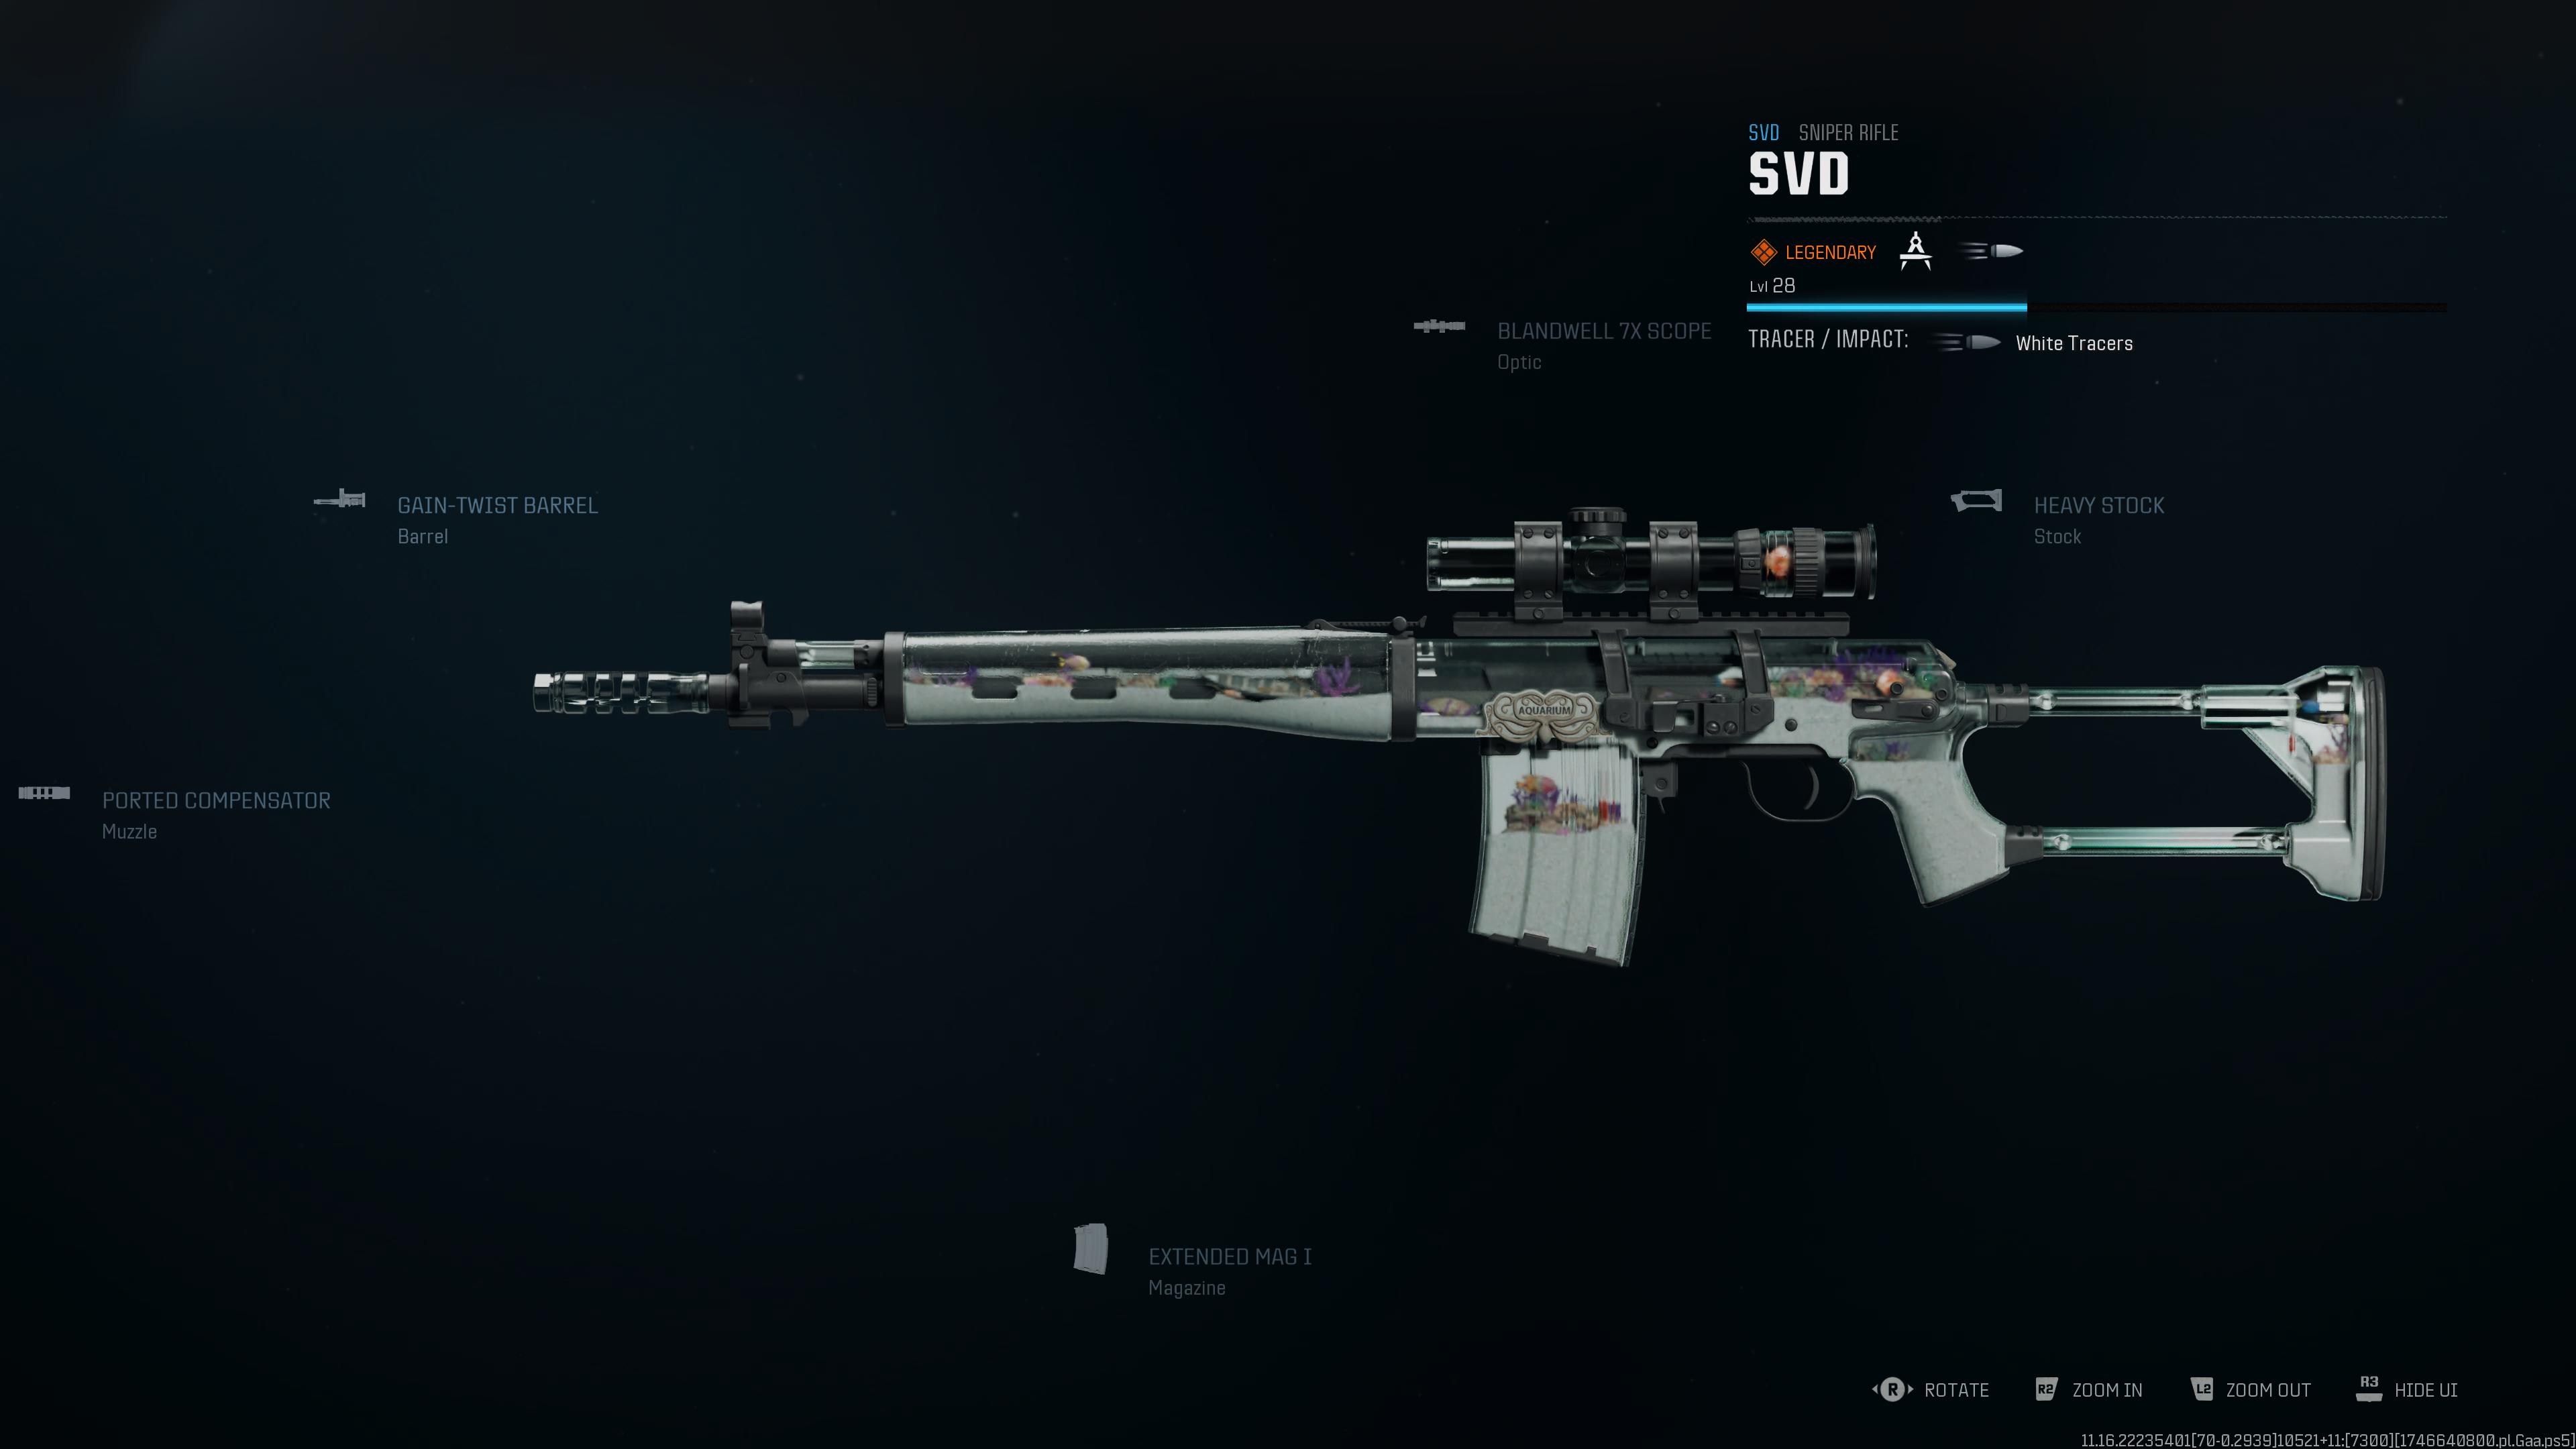 SVD SNIPER RIFLE
SVD
LEGENDARY
Lvl 28
TRACER / IMPACT: White Tracers
BLANDWELL 7X SCOPE
Optic
GAIN-TWIST BARREL
Barrel
HEAVY STOCK
Stock
AQUARIUM
PORTED COMPENSATOR
Muzzle
EXTENDED MAG I
Magazine
R ROTATE R2 ZOOM IN L2 ZOOM OUT R3 HIDE UI
11.16.22235401[70-0.2939]10521+11:[7300][1746640800.pl.Gaa.ps5]